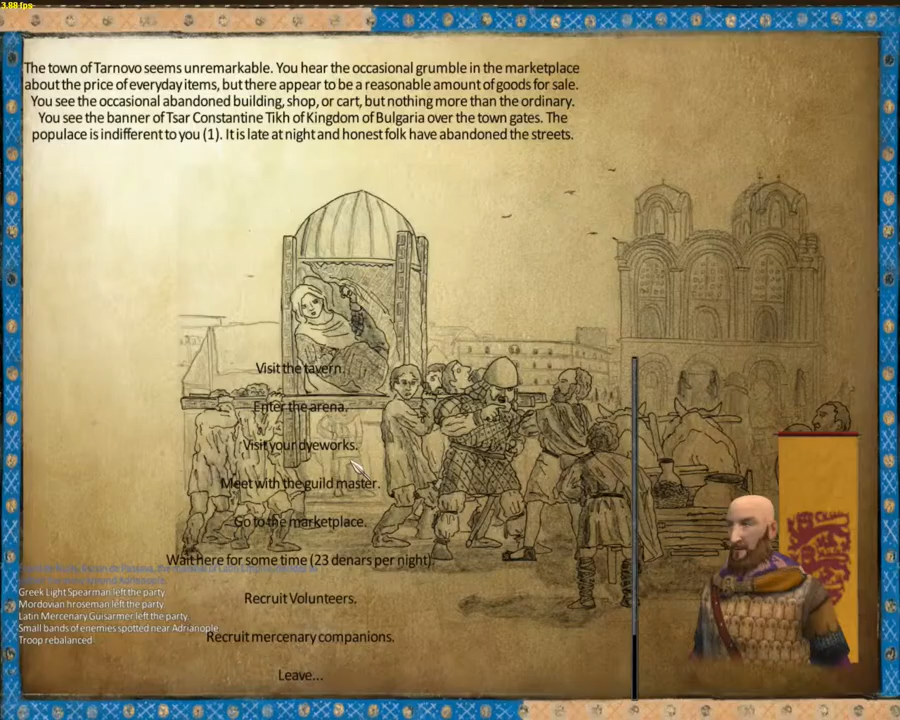 3.88 fps
The town of Tarnovo seems unremarkable. You hear the occasional grumble in the marketplace
about the price of everyday items, but there appear to be a reasonable amount of goods for sale.
You see the occasional abandoned building, shop, or cart, but nothing more than the ordinary.
You see the banner of Tsar Constantine Tikh of Kingdom of Bulgaria over the town gates. The
populace is indifferent to you (1). It is late at night and honest folk have abandoned the streets.
Visit the tavern.
Enter the arena.
Visit your dyeworks.
Meet with the guild master.
Go to the marketplace.
Wait here for some time (23 denars per night).
Greek Light Spearman left the party
Mordovian hroseman left the party
Recruit Volunteers.
Latin Mercenary Guisarmer left the party
Small bands of enemies spotted near Adrianople
Troop rebalanced
Recruit mercenary companions.
Leave...